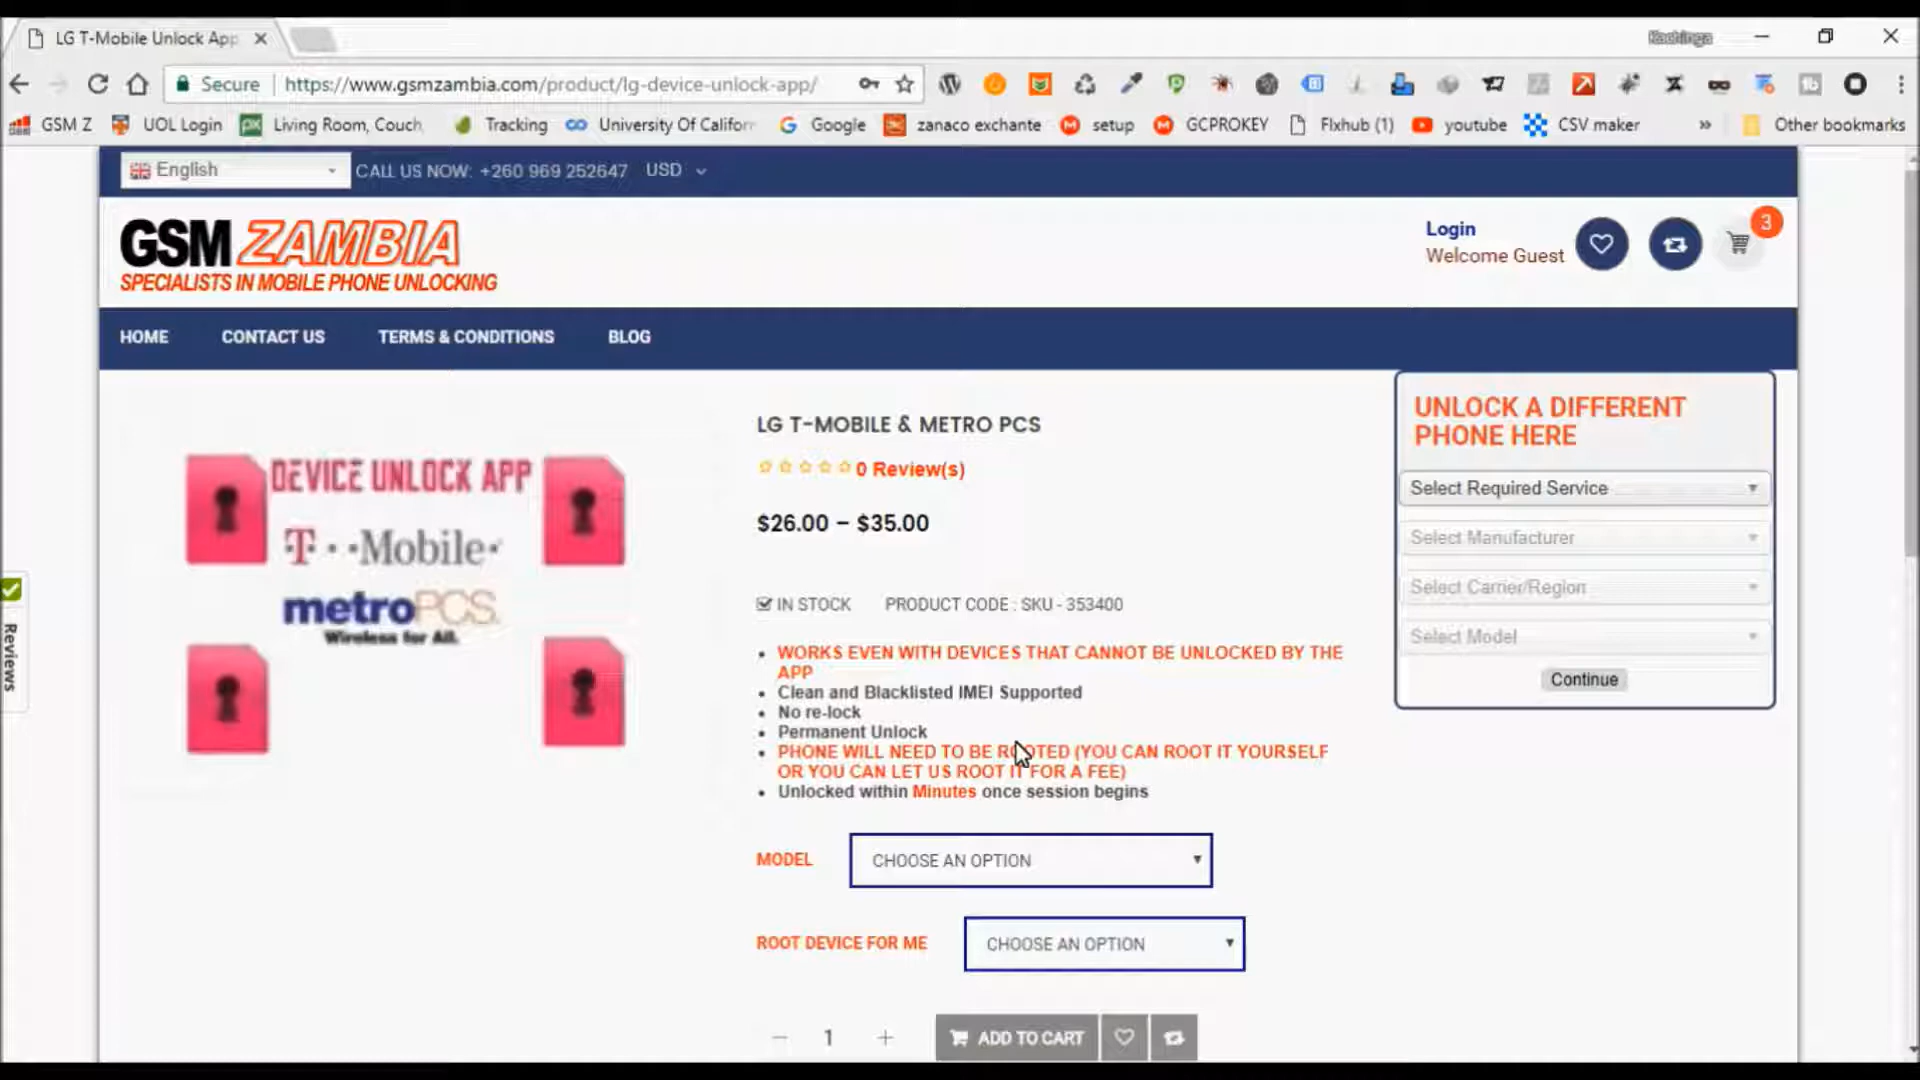 LG T-Mobile Unlock App
Kachinga
Secure
https://www.gsmzambia.com/product/lg-device-unlock-app/
GSM Z
UOL Login
Living Room, Couch
Tracking
University Of Califor
Google
zanaco exchante
setup
GCPROKEY
Flxhub (1)
youtube
CSV maker
»
Other bookmarks
English
CALL US NOW: +260 969 252647
USD
GSM ZAMBIA
SPECIALISTS IN MOBILE PHONE UNLOCKING
Login
Welcome Guest
3
HOME
CONTACT US
TERMS & CONDITIONS
BLOG
DEVICE UNLOCK APP
T··Mobile·
metroPCS.
Wireless for All.
LG T-MOBILE & METRO PCS
0 Review(s)
$26.00 – $35.00
IN STOCK
PRODUCT CODE : SKU - 353400
WORKS EVEN WITH DEVICES THAT CANNOT BE UNLOCKED BY THE
APP
Clean and Blacklisted IMEI Supported
No re-lock
Permanent Unlock
PHONE WILL NEED TO BE ROOTED (YOU CAN ROOT IT YOURSELF
OR YOU CAN LET US ROOT IT FOR A FEE)
Unlocked within Minutes once session begins
MODEL
CHOOSE AN OPTION
ROOT DEVICE FOR ME
CHOOSE AN OPTION
1
ADD TO CART
UNLOCK A DIFFERENT
PHONE HERE
Select Required Service
Select Manufacturer
Select Carrier/Region
Select Model
Continue
Reviews